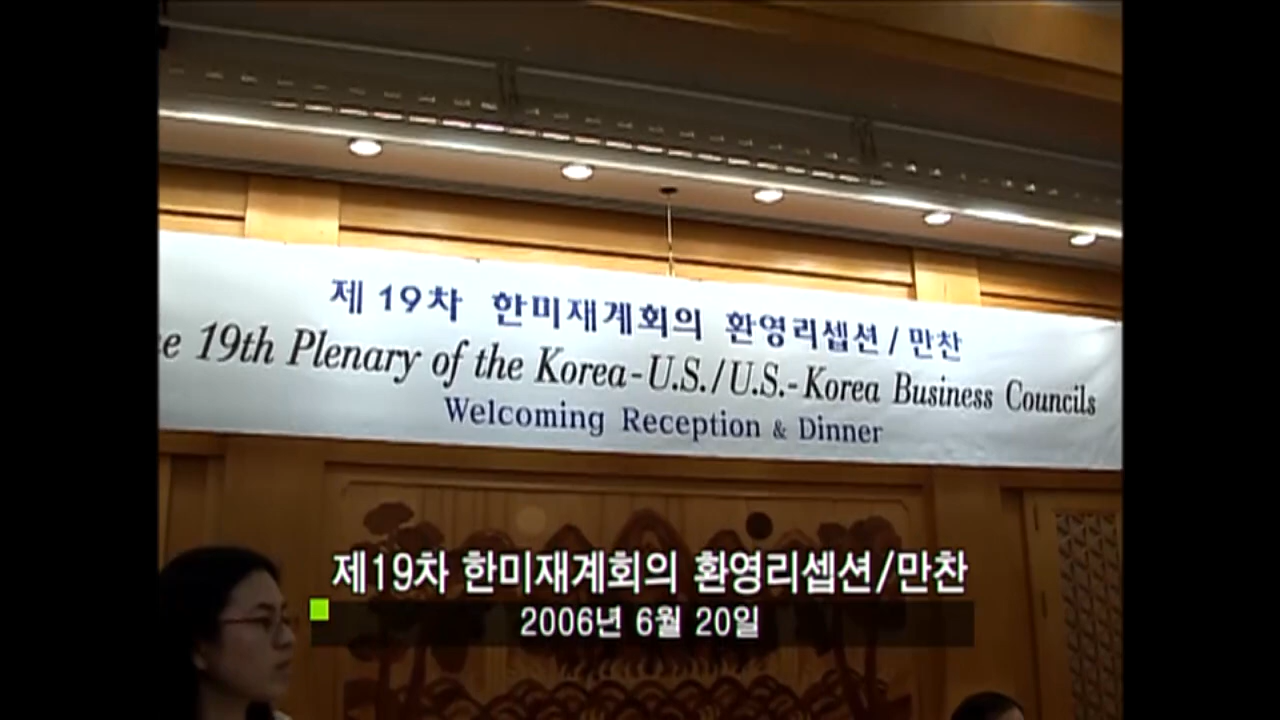 제 19차 한미재계회의 환영리셉션 / 만찬
e 19th Plenary of the Korea-U.S./U.S.-Korea Business Councils
Welcoming Reception & Dinner
제19차 한미재계회의 환영리셉션/만찬
2006년 6월 20일